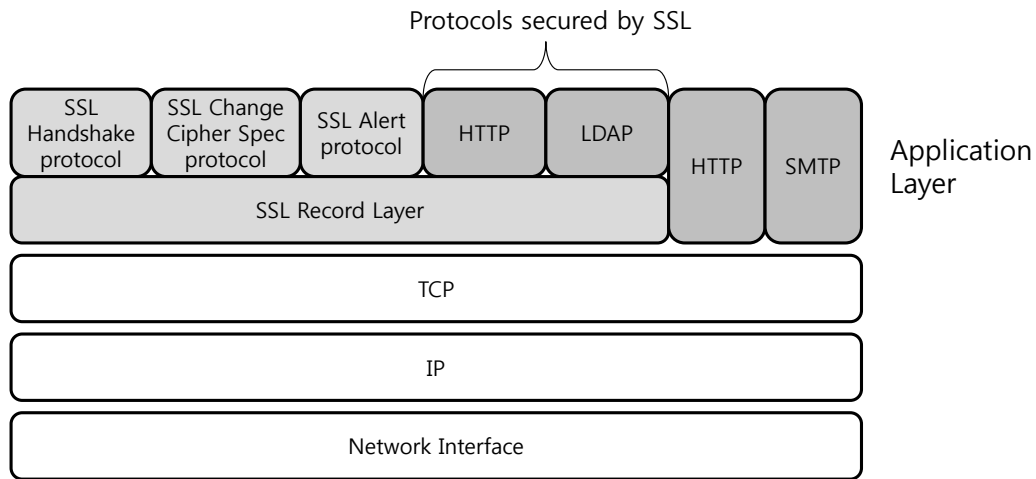 Protocols secured by SSL
SSL
Handshake
protocol
SSL Change
Cipher Spec
protocol
SSL Alert
protocol
HTTP
LDAP
HTTP
SMTP
Application
Layer
SSL Record Layer
TCP
IP
Network Interface